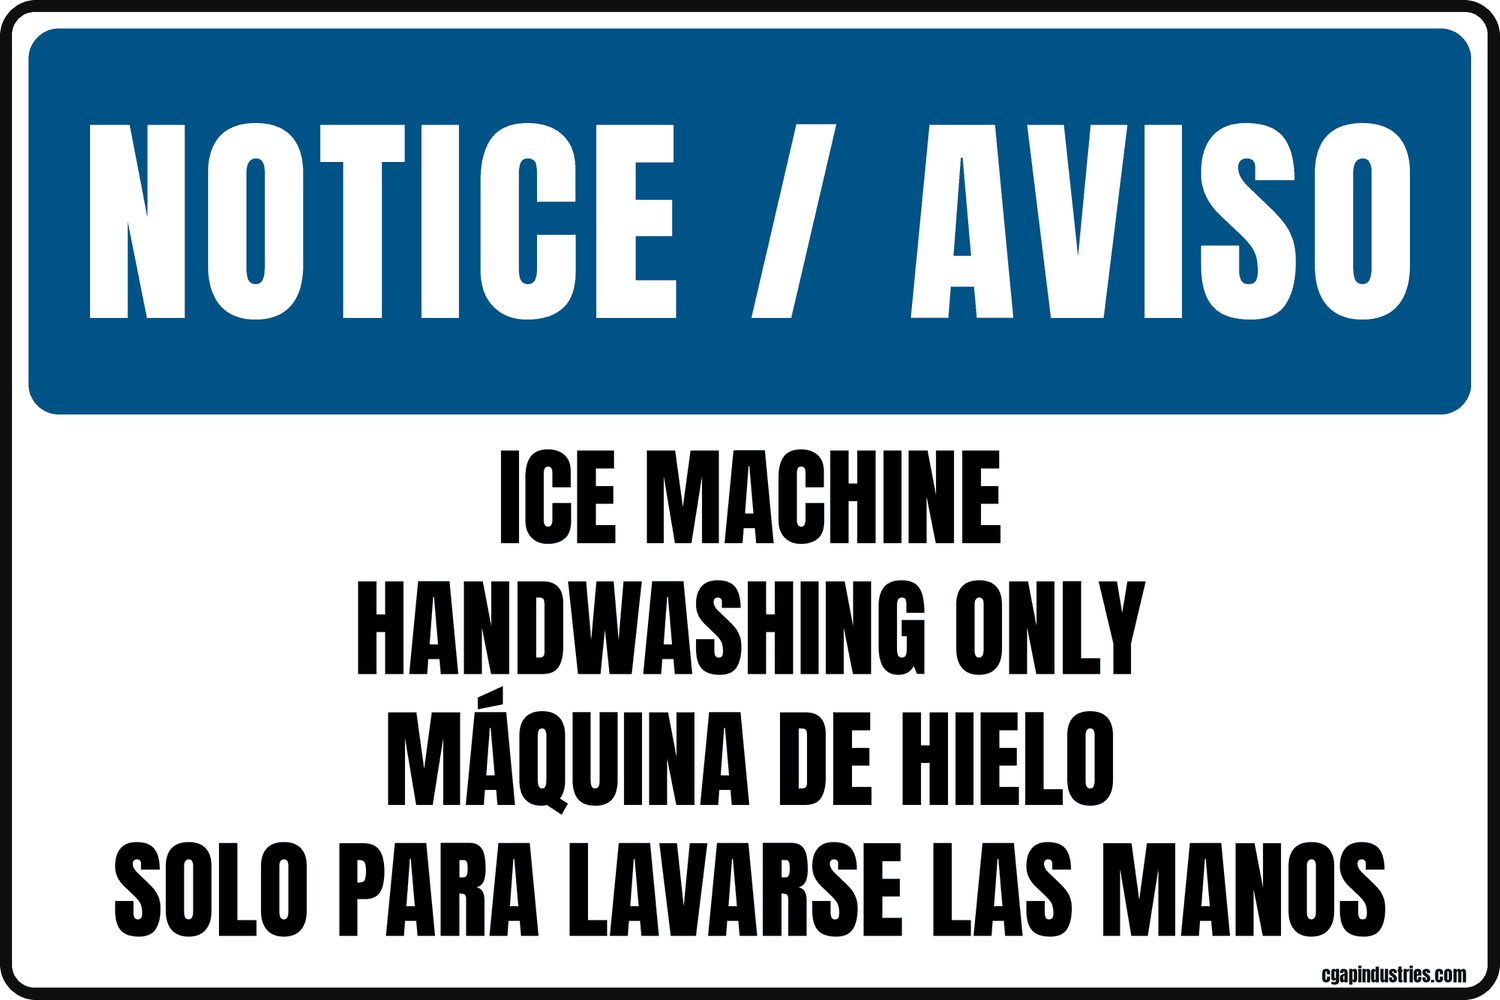 NOTICE / AVISO
ICE MACHINE
HANDWASHING ONLY
MÁQUINA DE HIELO
SOLO PARA LAVARSE LAS MANOS
cgapindustries.com